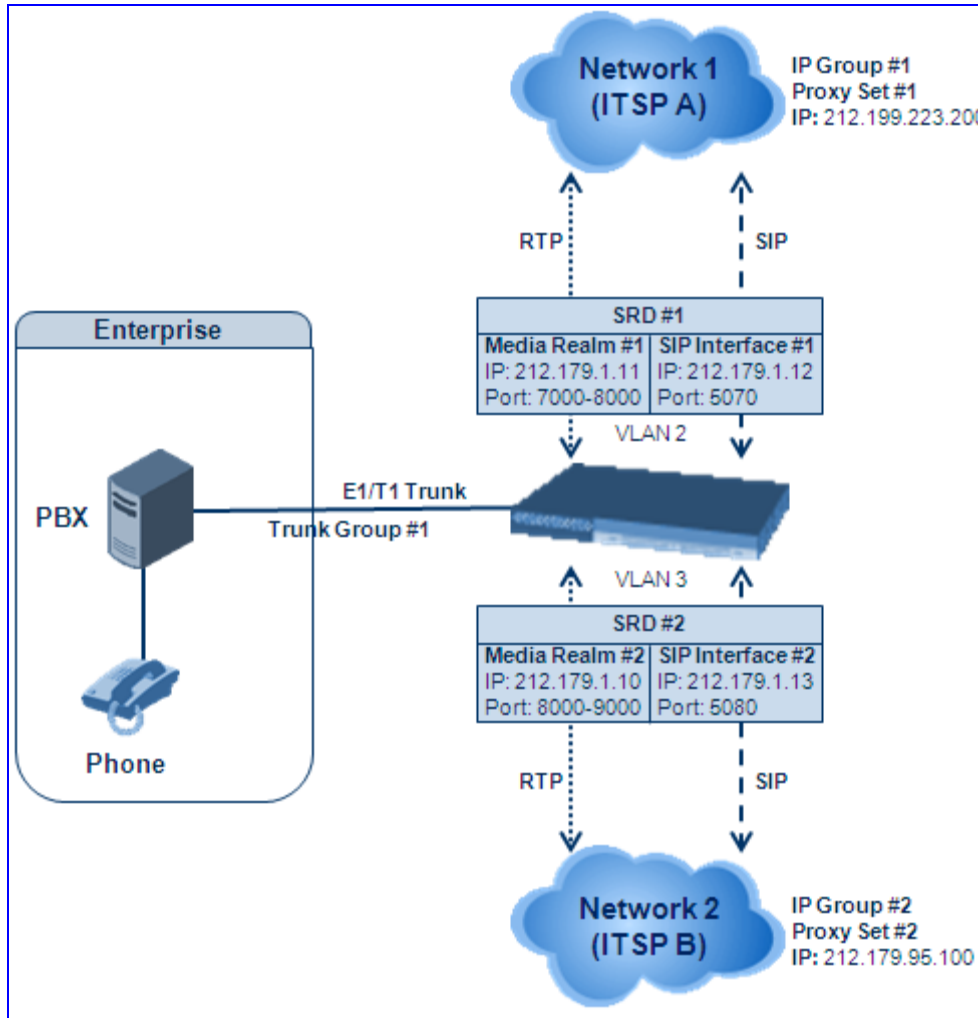 Network 1
(ITSP A)
IP Group #1
Proxy Set #1
IP: 212.199.223.200
RTP
SIP
SRD #1
Media Realm #1
IP: 212.179.1.11
Port: 7000-8000
SIP Interface #1
IP: 212.179.1.12
Port: 5070
VLAN 2
Enterprise
PBX
E1/T1 Trunk
Trunk Group #1
Phone
VLAN 3
SRD #2
Media Realm #2
IP: 212.179.1.10
Port: 8000-9000
SIP Interface #2
IP: 212.179.1.13
Port: 5080
RTP
SIP
Network 2
(ITSP B)
IP Group #2
Proxy Set #2
IP: 212.179.95.100